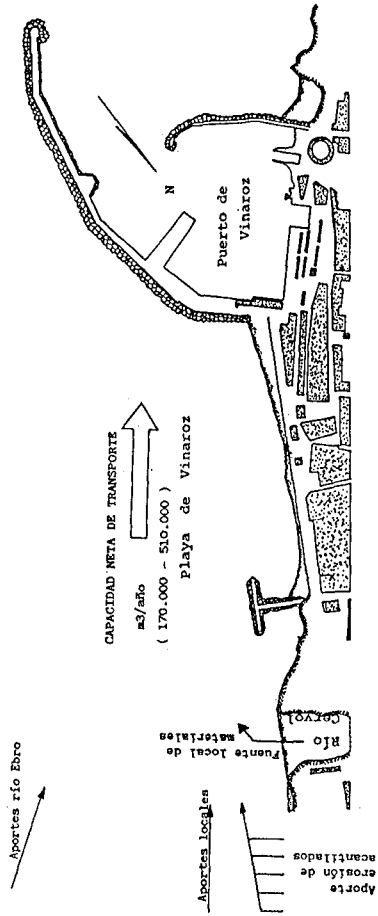 Aportes río Ebro
CAPACIDAD NETA DE TRANSPORTE
m3/año
( 170.000 - 510.000 )
Playa de Vinaroz
N
Puerto de
Vinaroz
Aportes locales
Aporte
erosión de
acantilados
Fuente local de
materiales
Río
Cervol